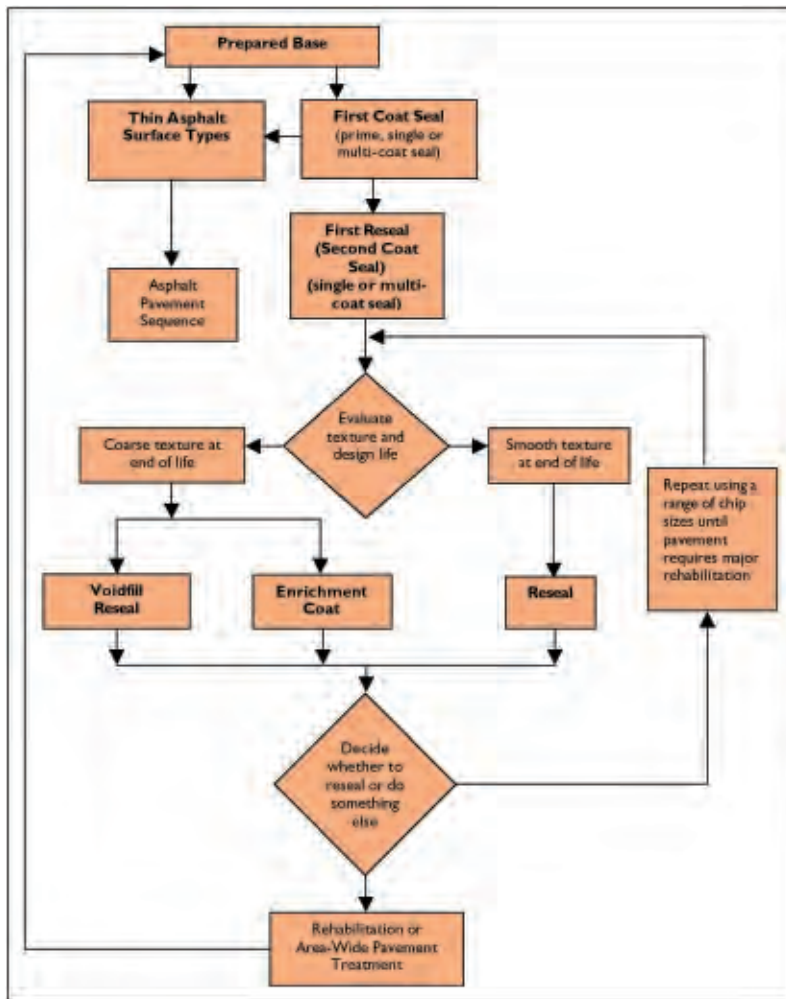 Prepared Base
Thin Asphalt
Surface Types
First Coat Seal
(prime, single or
multi-coat seal)
First Reseal
(Second Coat
Seal)
(single or multi-
coat seal)
Asphalt
Pavement
Sequence
Evaluate
texture and
design life
Coarse texture at
end of life
Smooth texture
at end of life
Repeat using a
range of chip
sizes until
pavement
requires major
rehabilitation
Voidfill
Reseal
Enrichment
Coat
Reseal
Decide
whether to
reseal or do
something
else
Rehabilitation or
Area-Wide Pavement
Treatment